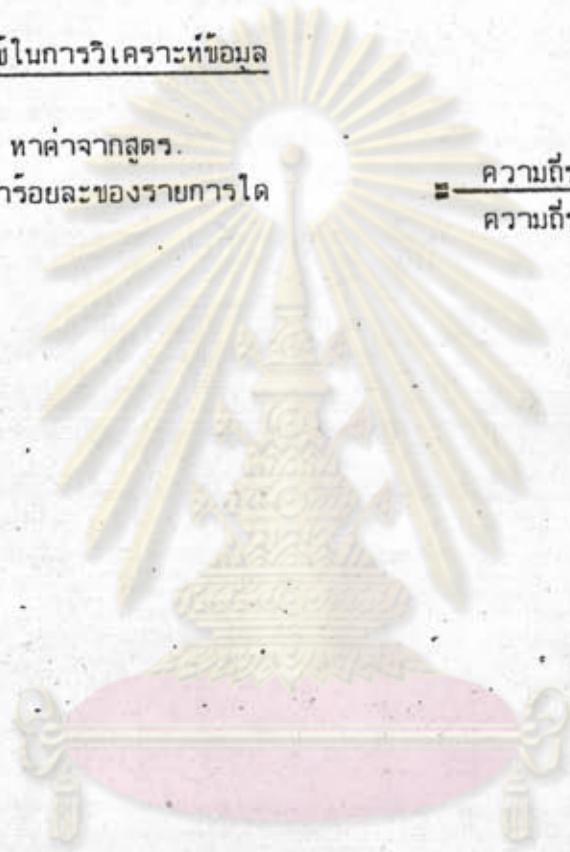 ช้ในการวิเคราะห์ข้อมูล
หาค่าจากสูตร.
าร้อยละของรายการใด = ความถี่
ความถี่